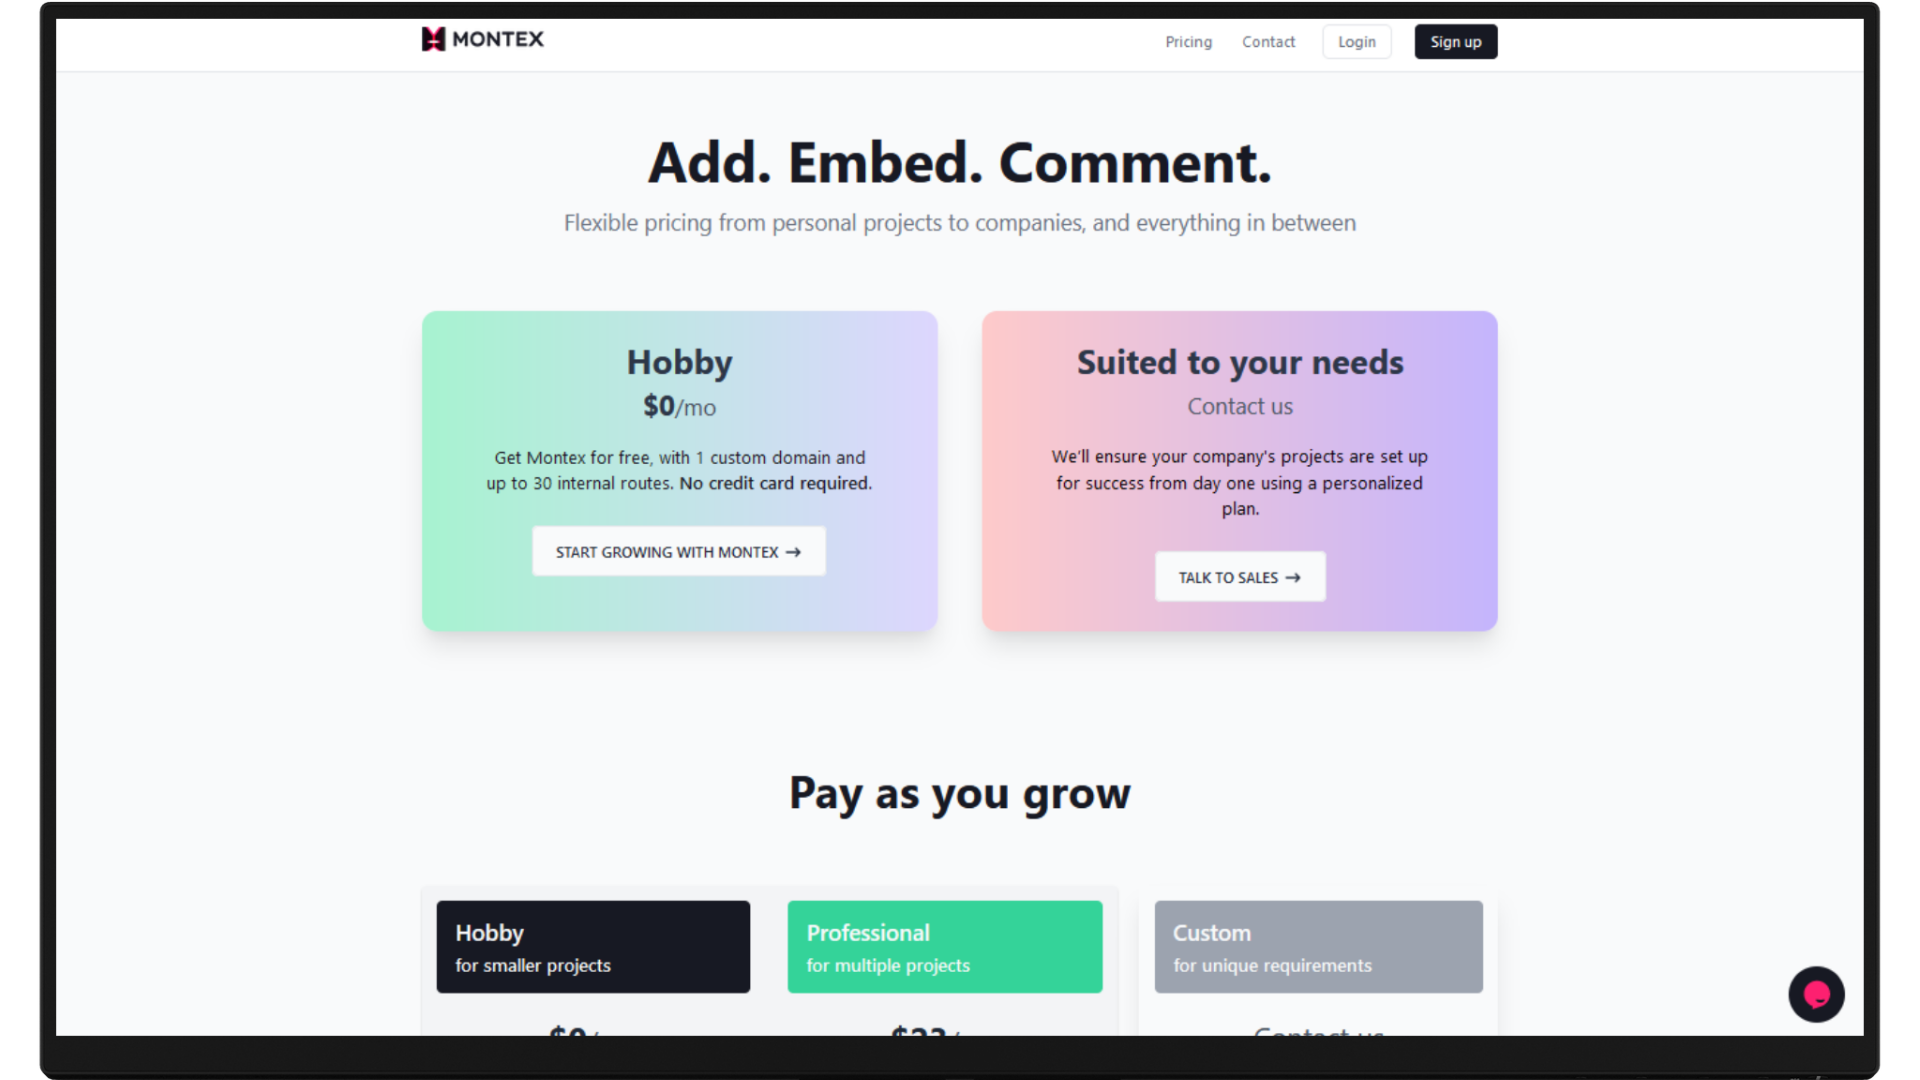 MONTEX
Pricing
Contact
Login
Sign up
Add. Embed. Comment.
Flexible pricing from personal projects to companies, and everything in between
Hobby
$0/mo
Get Montex for free, with 1 custom domain and
up to 30 internal routes. No credit card required.
START GROWING WITH MONTEX →
Suited to your needs
Contact us
We'll ensure your company's projects are set up
for success from day one using a personalized
plan.
TALK TO SALES →
Pay as you grow
Hobby
for smaller projects
Professional
for multiple projects
Custom
for unique requirements
Contact us